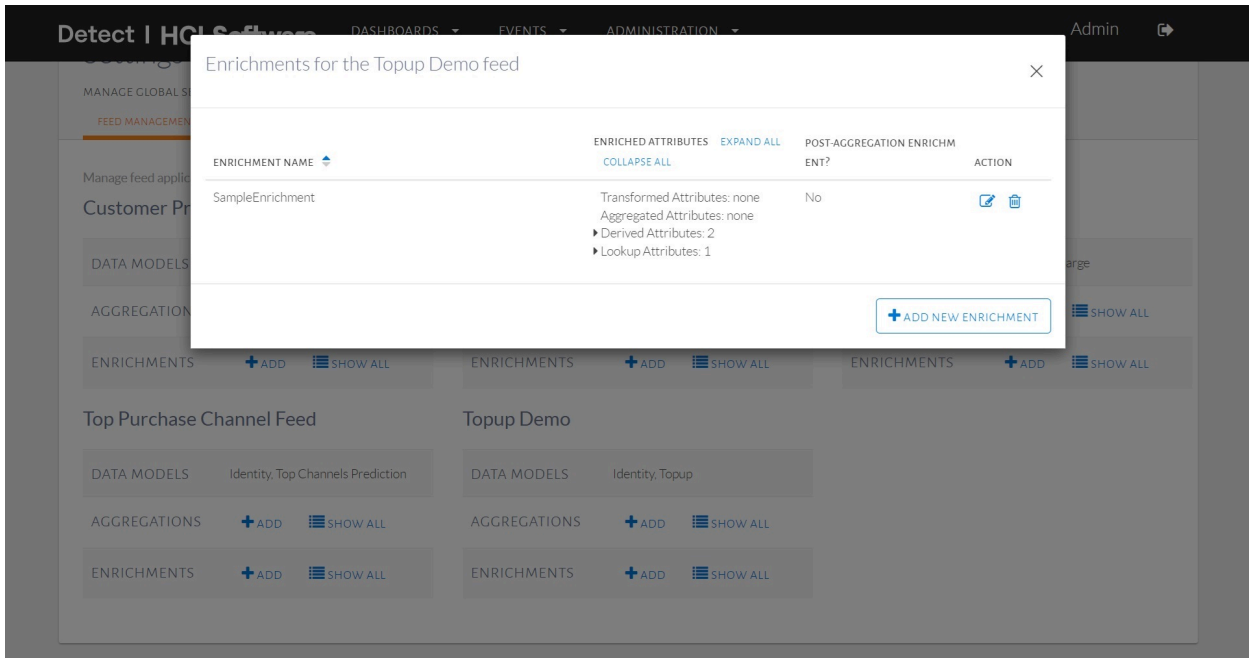 Detect | HCL Software DASHBOARDS EVENTS ADMINISTRATION Admin
Enrichments for the Topup Demo feed
MANAGE GLOBAL
FEED MANAGEMEN
ENRICHED ATTRIBUTES EXPAND ALL POST-AGGREGATION ENRICHM
ENRICHMENT NAME COLLAPSE ALL ENT? ACTION
Manage feed applic
SampleEnrichment Transformed Attributes: none No
Customer Pr
Aggregated Attributes: none
Derived Attributes: 2
Lookup Attributes: 1
DATA MODELS arge
AGGREGATION ADD NEW ENRICHMENT SHOW ALL
ENRICHMENTS ADD SHOW ALL ENRICHMENTS ADD SHOW ALL ENRICHMENTS ADD SHOW ALL
Top Purchase Channel Feed Topup Demo
DATA MODELS Identity, Top Channels Prediction DATA MODELS Identity, Topup
AGGREGATIONS ADD SHOW ALL AGGREGATIONS ADD SHOW ALL
ENRICHMENTS ADD SHOW ALL ENRICHMENTS ADD SHOW ALL